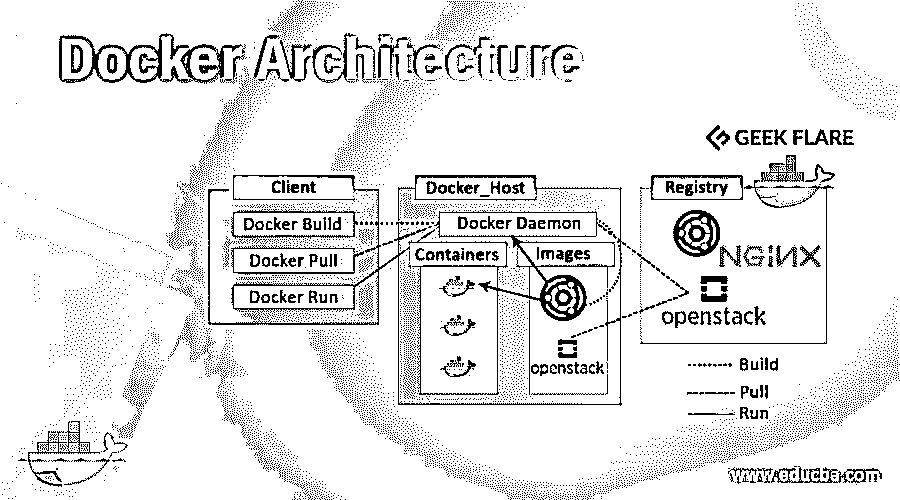 Docker Architecture
GEEK FLARE
Client
Docker_Host
Registry
Docker Build
Docker Daemon
Docker Pull
Containers
Images
NGiNX
Docker Run
openstack
openstack
Build
Pull
Run
www.educba.com